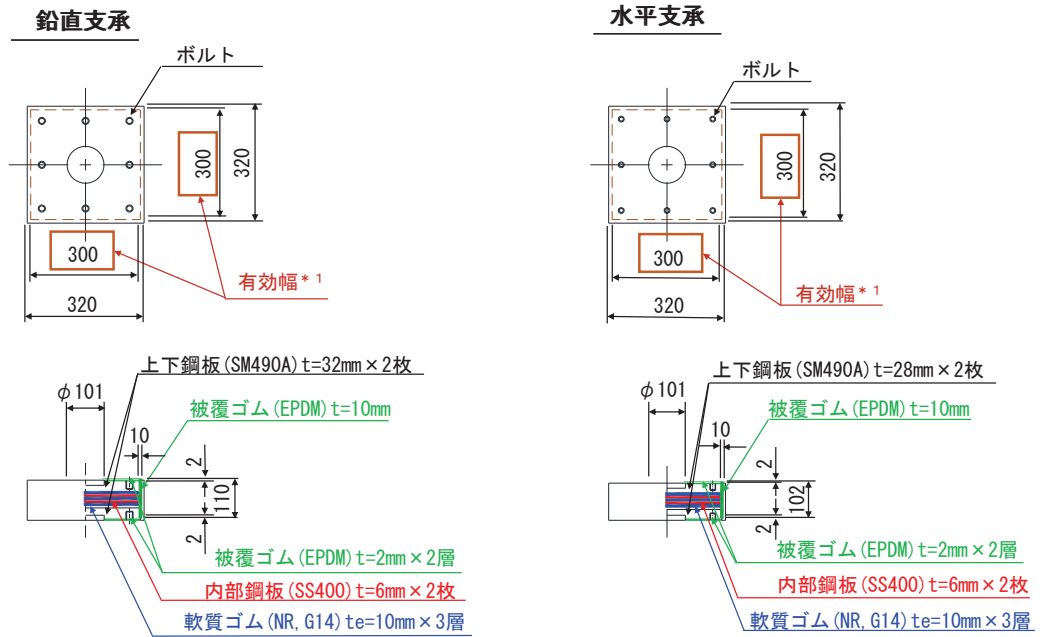 鉛直支承
ボルト
300
320
300
320
有効幅*1
上下鋼板(SM490A)t=32mm×2枚
φ101
被覆ゴム(EPDM)t=10mm
10
2
110
2
被覆ゴム(EPDM)t=2mm×2層
内部鋼板(SS400)t=6mm×2枚
軟質ゴム(NR,G14)te=10mm×3層
水平支承
ボルト
300
320
300
320
有効幅*1
上下鋼板(SM490A)t=28mm×2枚
φ101
被覆ゴム(EPDM)t=10mm
10
2
102
2
被覆ゴム(EPDM)t=2mm×2層
内部鋼板(SS400)t=6mm×2枚
軟質ゴム(NR,G14)te=10mm×3層